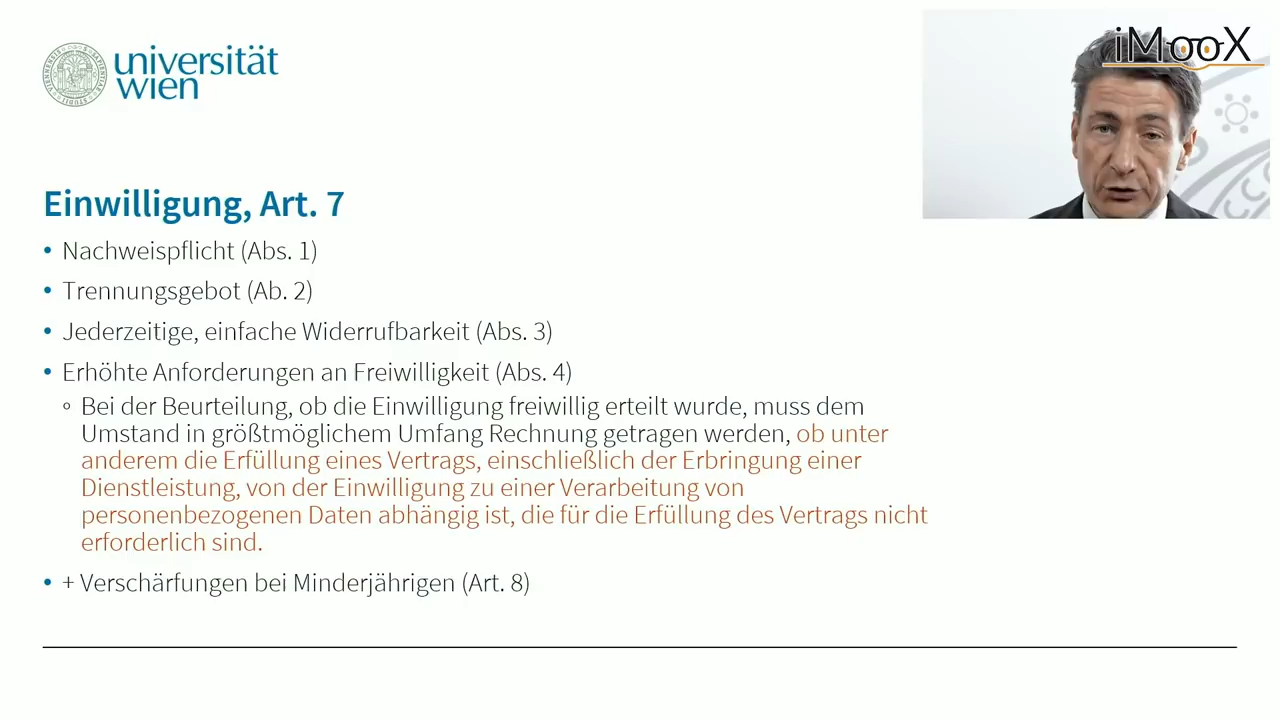 universität
wien
iMooX
Einwilligung, Art. 7
• Nachweispflicht (Abs. 1)
• Trennungsgebot (Ab. 2)
• Jederzeitige, einfache Widerrufbarkeit (Abs. 3)
• Erhöhte Anforderungen an Freiwilligkeit (Abs. 4)
◦ Bei der Beurteilung, ob die Einwilligung freiwillig erteilt wurde, muss dem
Umstand in größtmöglichem Umfang Rechnung getragen werden, ob unter
anderem die Erfüllung eines Vertrags, einschließlich der Erbringung einer
Dienstleistung, von der Einwilligung zu einer Verarbeitung von
personenbezogenen Daten abhängig ist, die für die Erfüllung des Vertrags nicht
erforderlich sind.
• + Verschärfungen bei Minderjährigen (Art. 8)